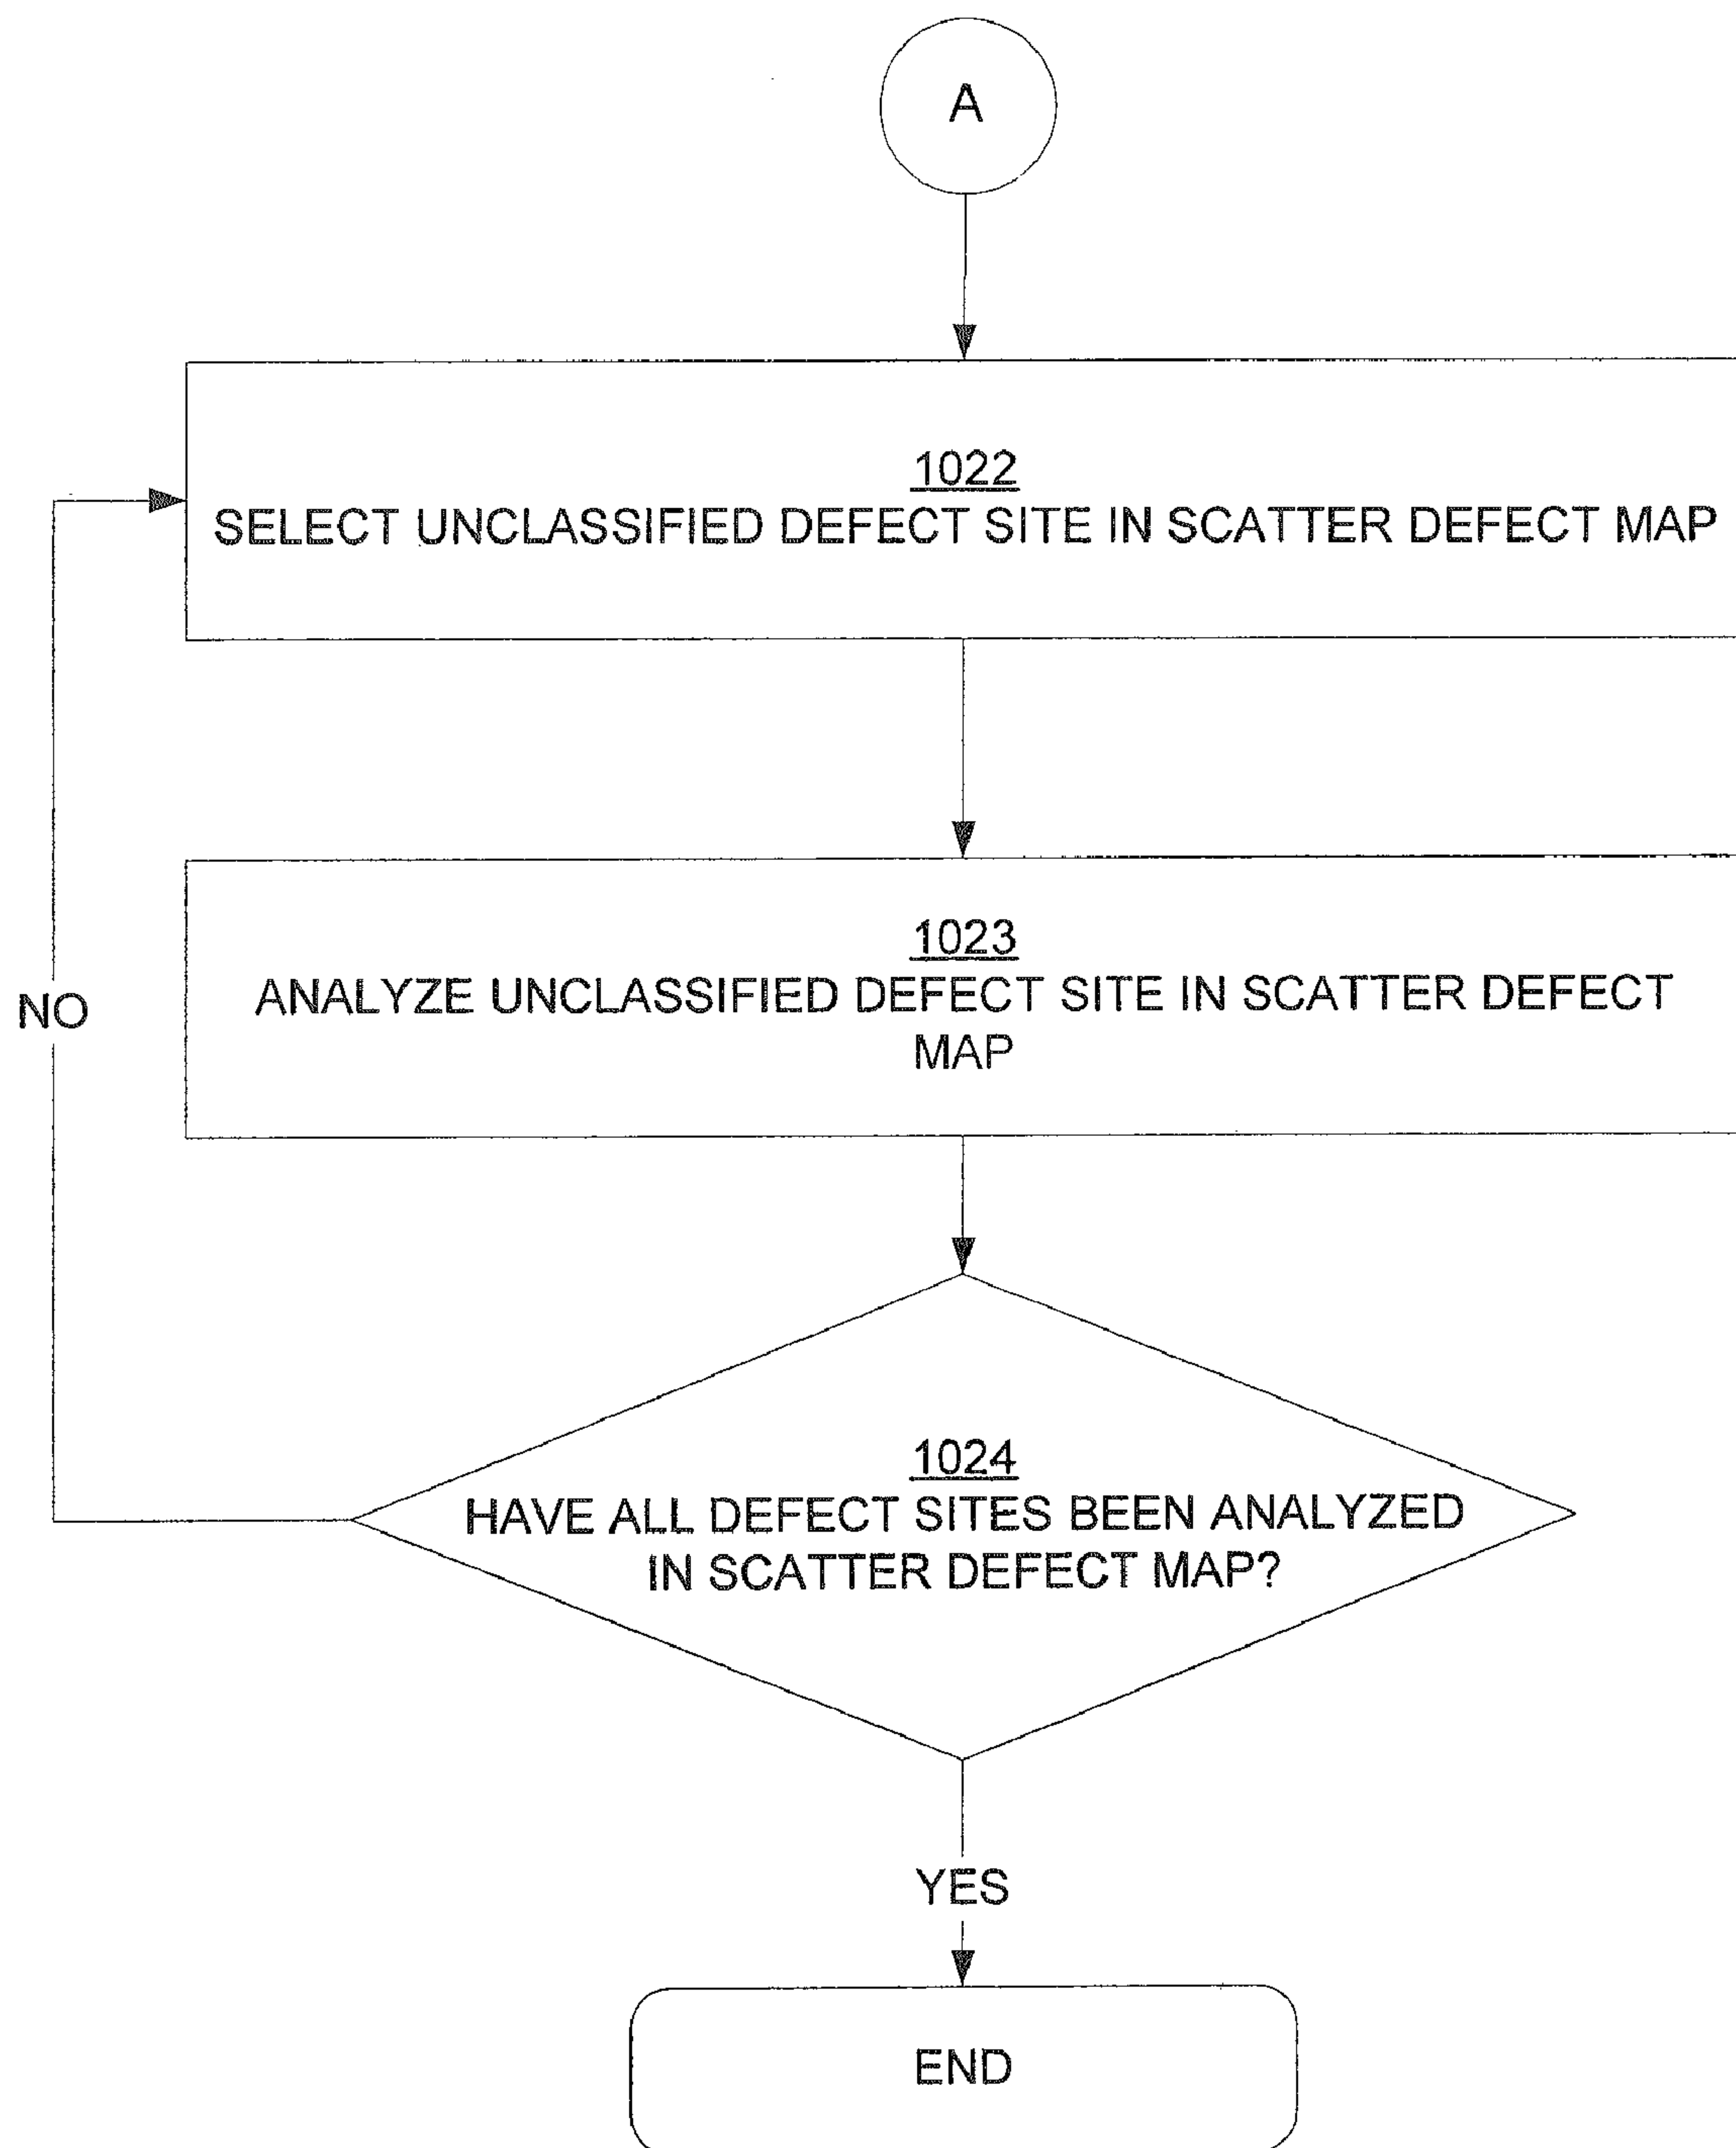 A
1022
SELECT UNCLASSIFIED DEFECT SITE IN SCATTER DEFECT MAP
1023
ANALYZE UNCLASSIFIED DEFECT SITE IN SCATTER DEFECT
MAP
NO
1024
HAVE ALL DEFECT SITES BEEN ANALYZED
IN SCATTER DEFECT MAP?
YES
END